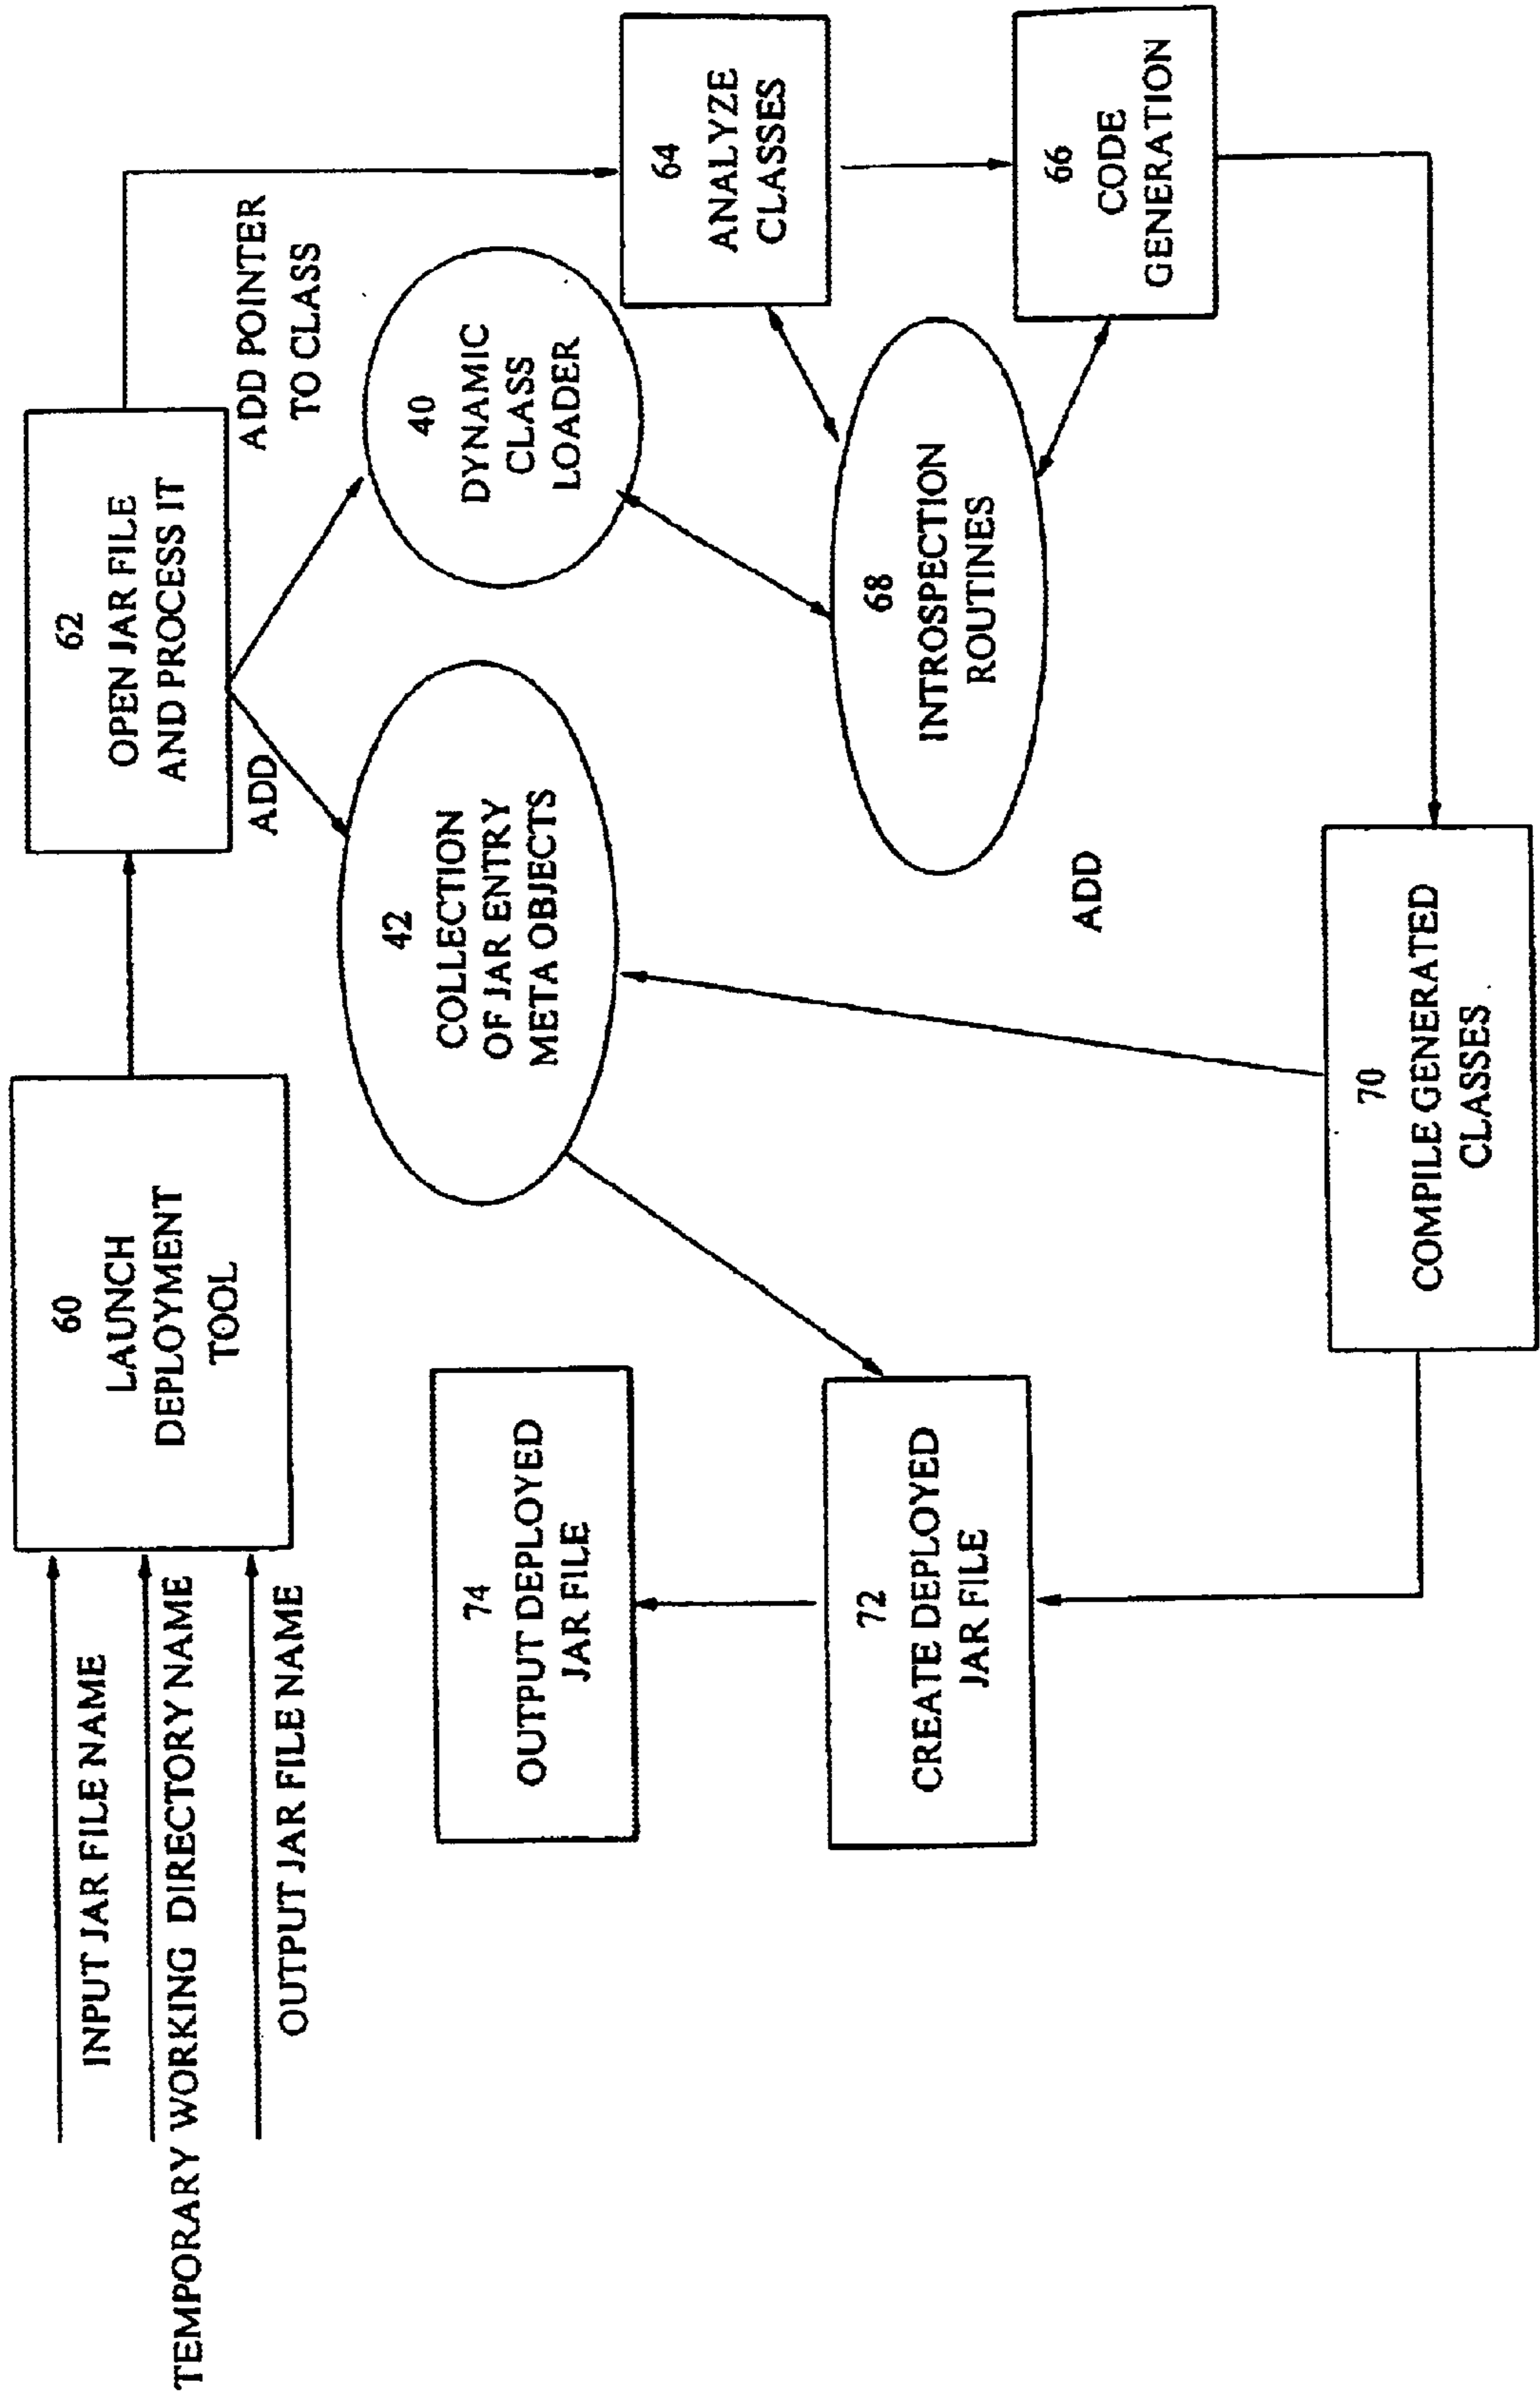 INPUT JAR FILE NAME
TEMPORARY WORKING DIRECTORY NAME
OUTPUT JAR FILE NAME
60
LAUNCH
DEPLOYMENT
TOOL
62
OPEN JAR FILE
AND PROCESS IT
ADD
ADD POINTER
TO CLASS
42
COLLECTION
OF JAR ENTRY
META OBJECTS
40
DYNAMIC
CLASS
LOADER
64
ANALYZE
CLASSES
74
OUTPUT DEPLOYED
JAR FILE
72
CREATE DEPLOYED
JAR FILE
68
INTROSPECTION
ROUTINES
66
CODE
GENERATION
ADD
70
COMPILE GENERATED
CLASSES